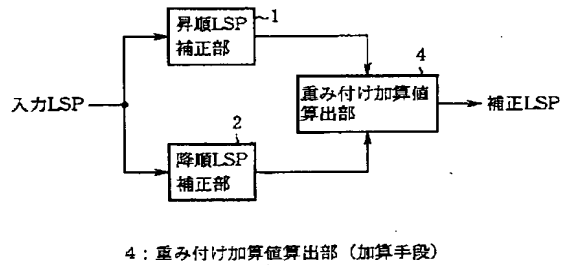 昇順LSP
補正部
1
入力LSP
重み付け加算値
算出部
4
補正LSP
降順LSP
補正部
2
4:重み付け加算値算出部(加算手段)